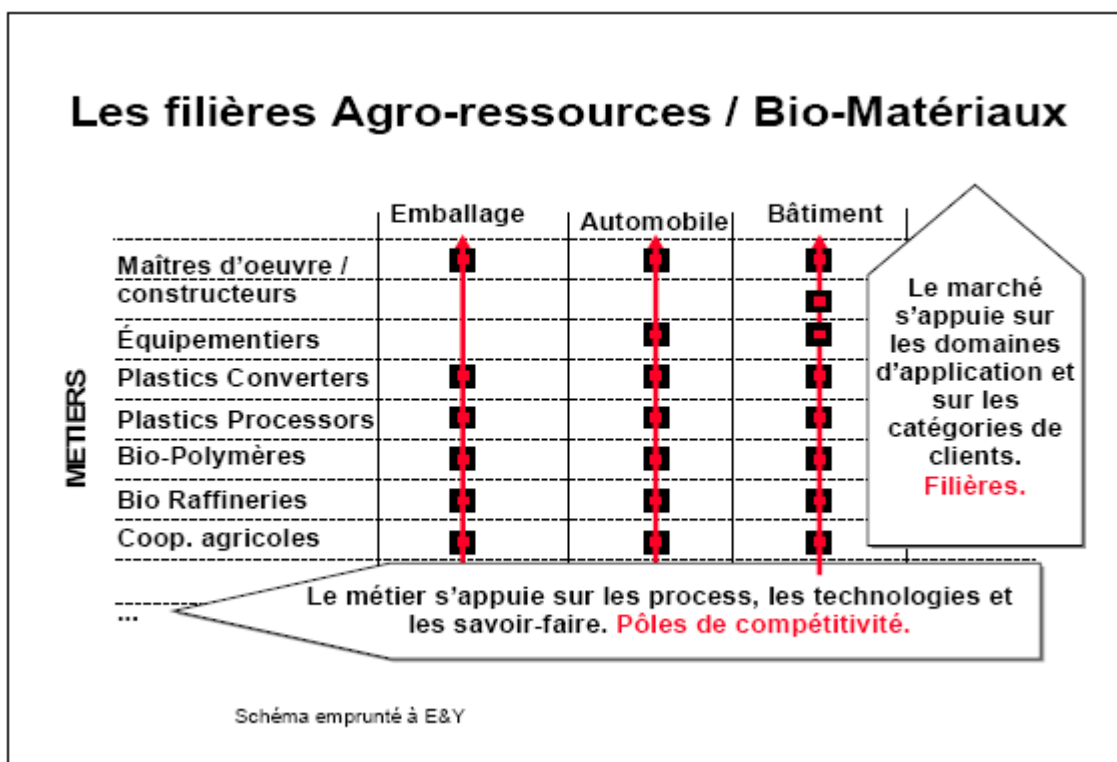 Les filières Agro-ressources / Bio-Matériaux
Emballage
Automobile
Bâtiment
METIERS
Maîtres d'oeuvre /
constructeurs
Équipementiers
Plastics Converters
Plastics Processors
Bio-Polymères
Bio Raffineries
Coop. agricoles
...
Le marché
s'appuie sur
les domaines
d'application et
sur les
catégories de
clients.
Filières.
Le métier s'appuie sur les process, les technologies et
les savoir-faire. Pôles de compétitivité.
Schéma emprunté à E&Y